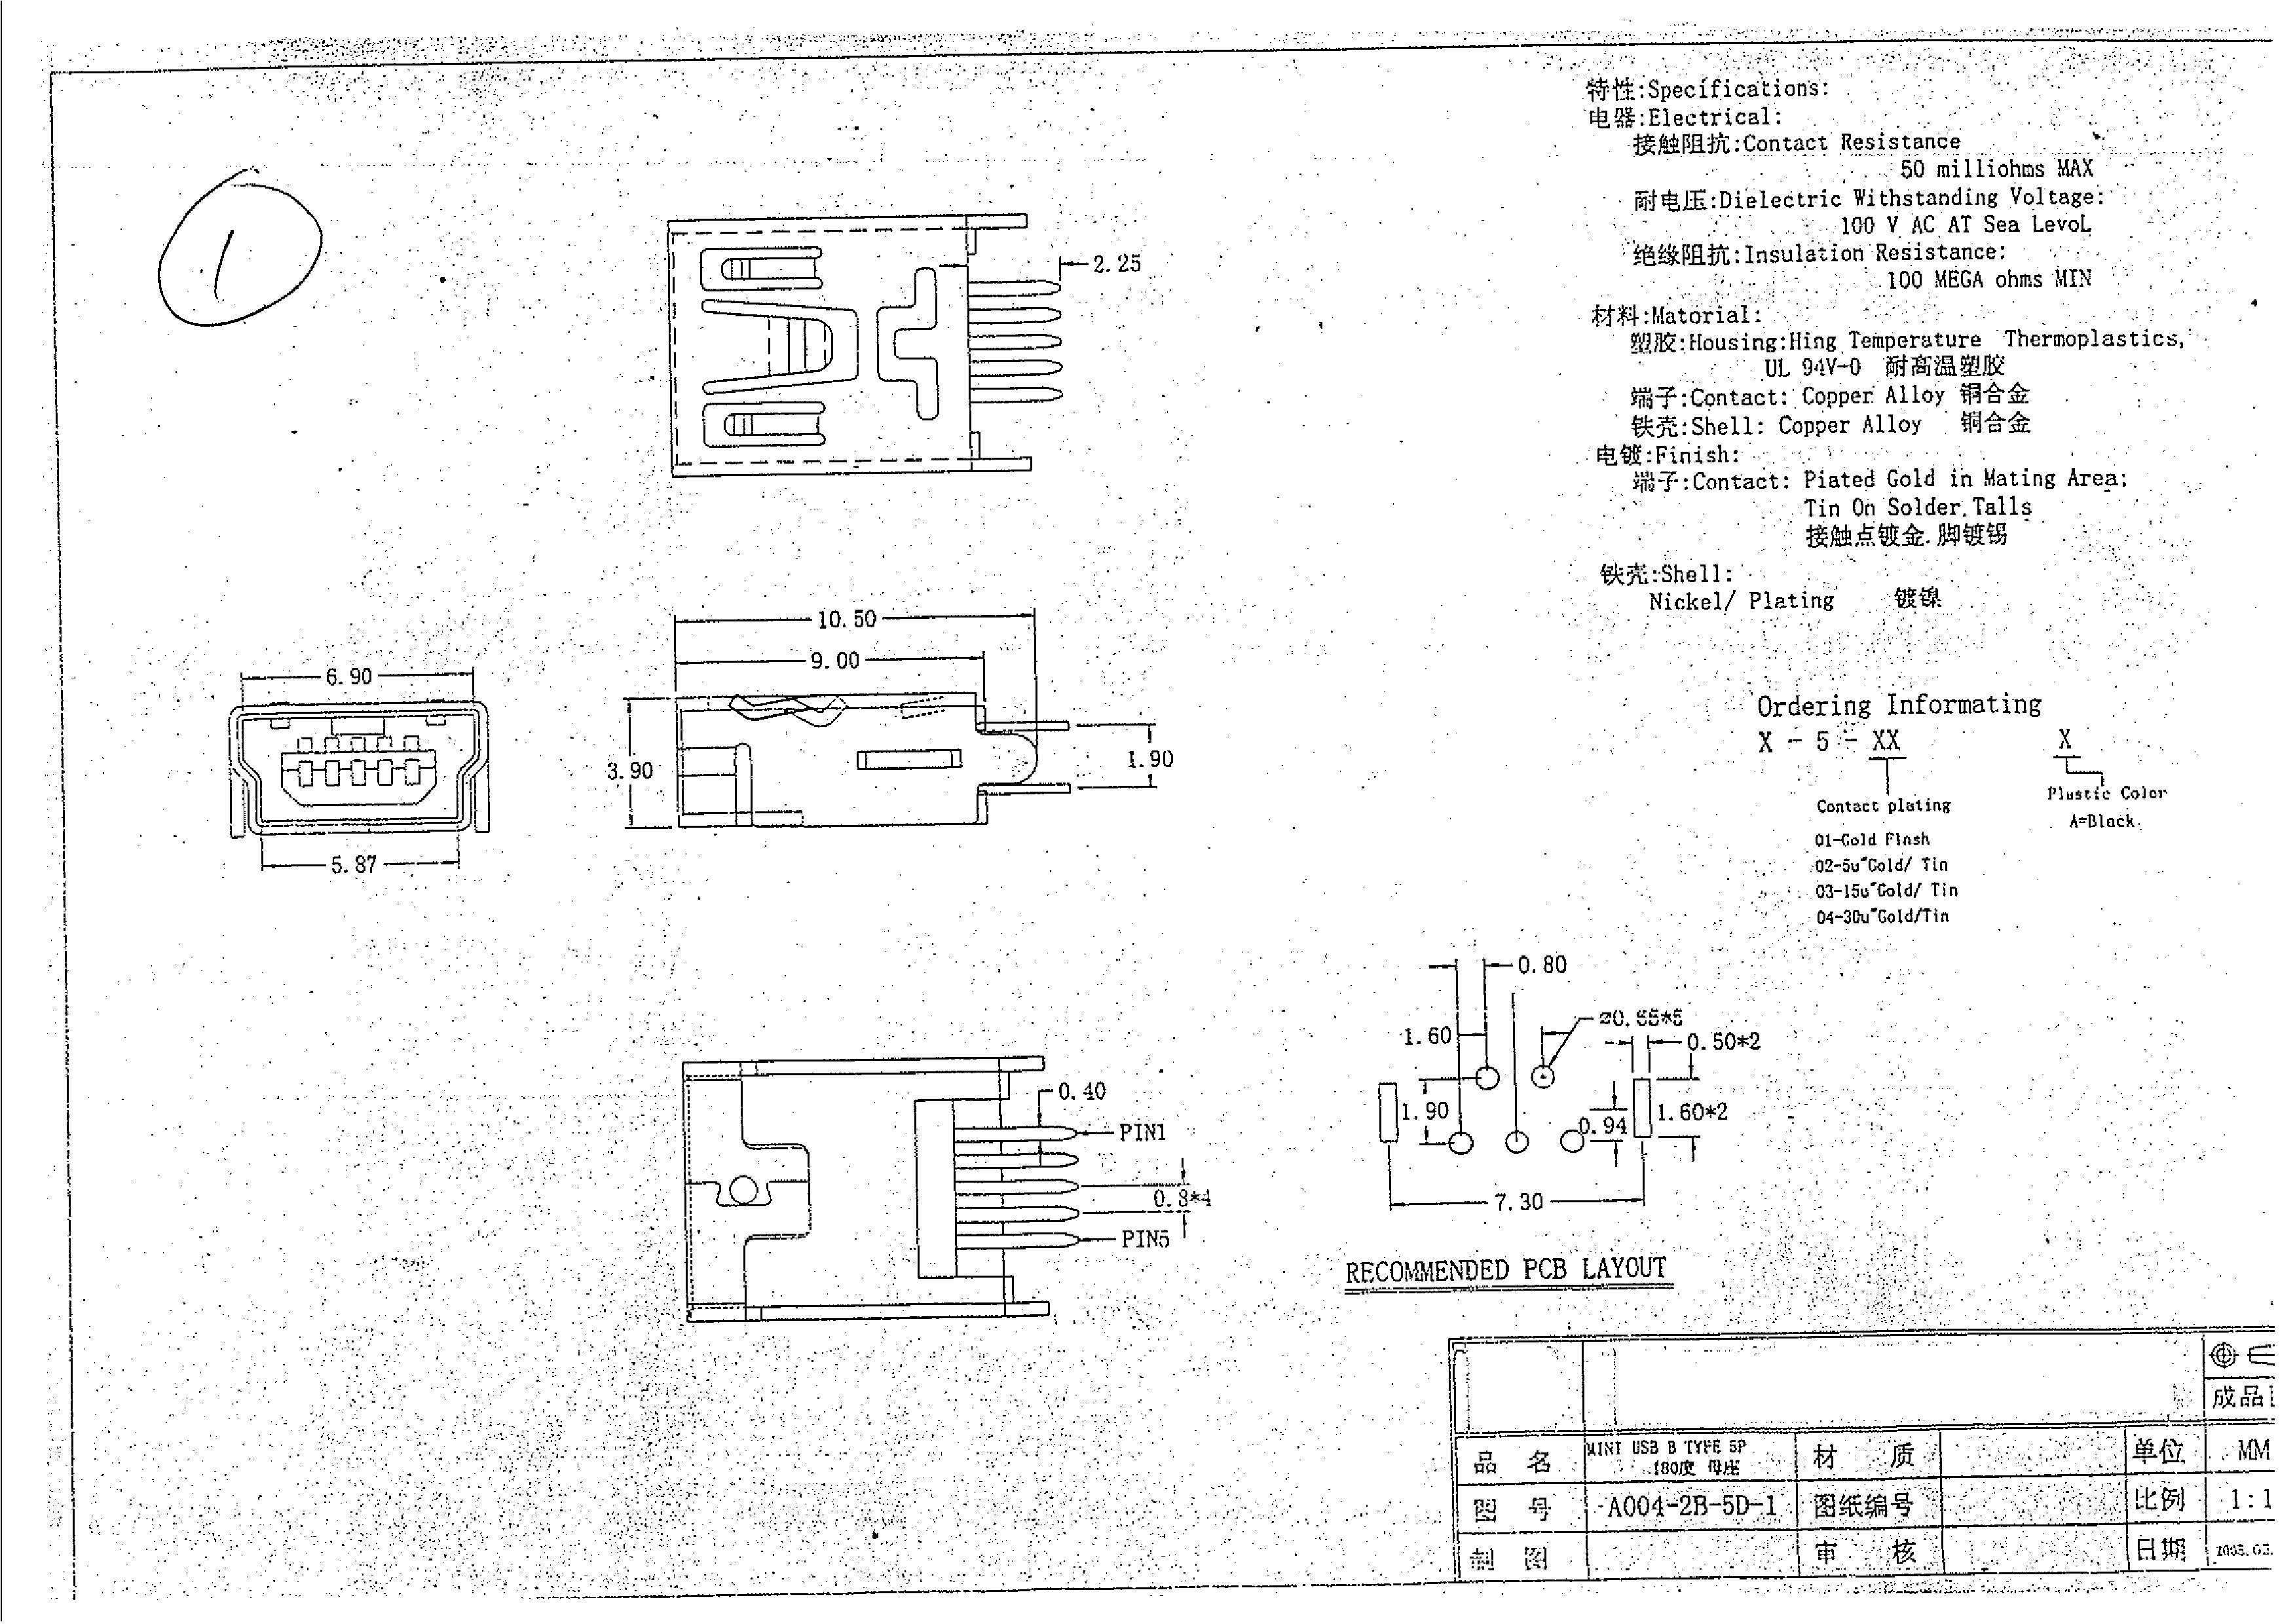 1
特性:Specifications:
电器:Electrical:
接触阻抗:Contact Resistance
50 milliohms MAX
耐电压:Dielectric Withstanding Voltage:
100 V AC AT Sea LevoL
绝缘阻抗:Insulation Resistance:
100 MEGA ohms MIN
材料:Matorial:
塑胶:Housing:Hing Temperature Thermoplastics,
UL 94V-0 耐高温塑胶
端子:Contact: Copper Alloy 铜合金
铁壳:Shell: Copper Alloy 铜合金
电镀:Finish:
端子:Contact: Piated Gold in Mating Area;
Tin On Solder.Talls
接触点镀金.脚镀锡
铁壳:Shell:
Nickel/ Plating 镀镍
2.25
10.50
9.00
6.90
3.90
1.90
5.87
Ordering Informating
X - 5 - XX X
Contact plating
Plastic Color
A=Black
01-Gold Flash
02-5u"Gold/ Tin
03-15u"Gold/ Tin
04-30u"Gold/Tin
0.80
1.60
0.50*2
1.90
0.94
1.60*2
7.30
RECOMMENDED PCB LAYOUT
0.40
PIN1
0.8*4
PIN5
成品
品 名 MINI USB B TYPE 5P
180度 母座
材 质 单位 MM
图 号 A004-2B-5D-1 图纸编号 比例 1:1
制 图 审 核 日期